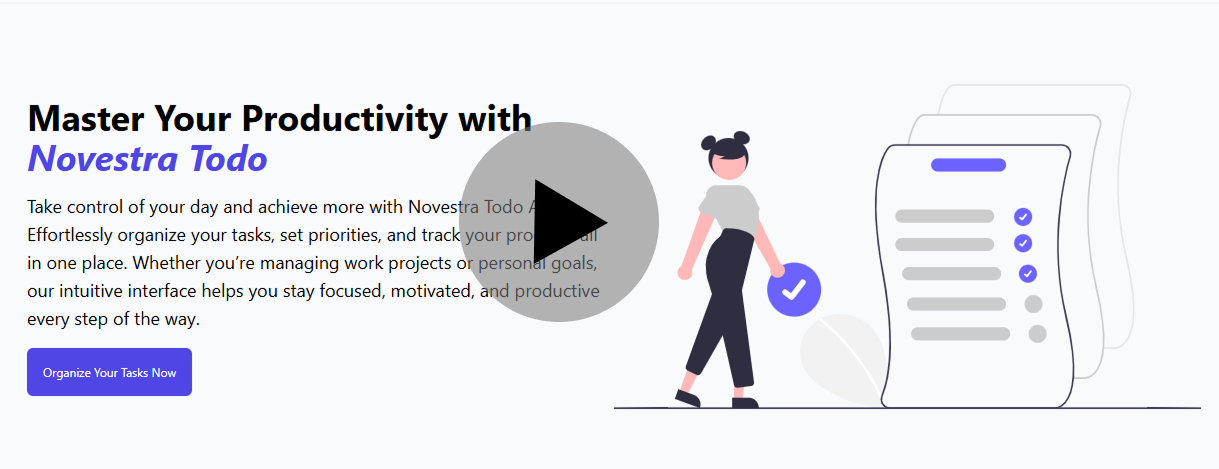 Master Your Productivity with
Novestra Todo
Take control of your day and achieve more with Novestra Todo
Effortlessly organize your tasks, set priorities, and track your all
in one place. Whether you’re managing work projects or personal goals,
our intuitive interface helps you stay focused, motivated, and productive
every step of the way.
Organize Your Tasks Now